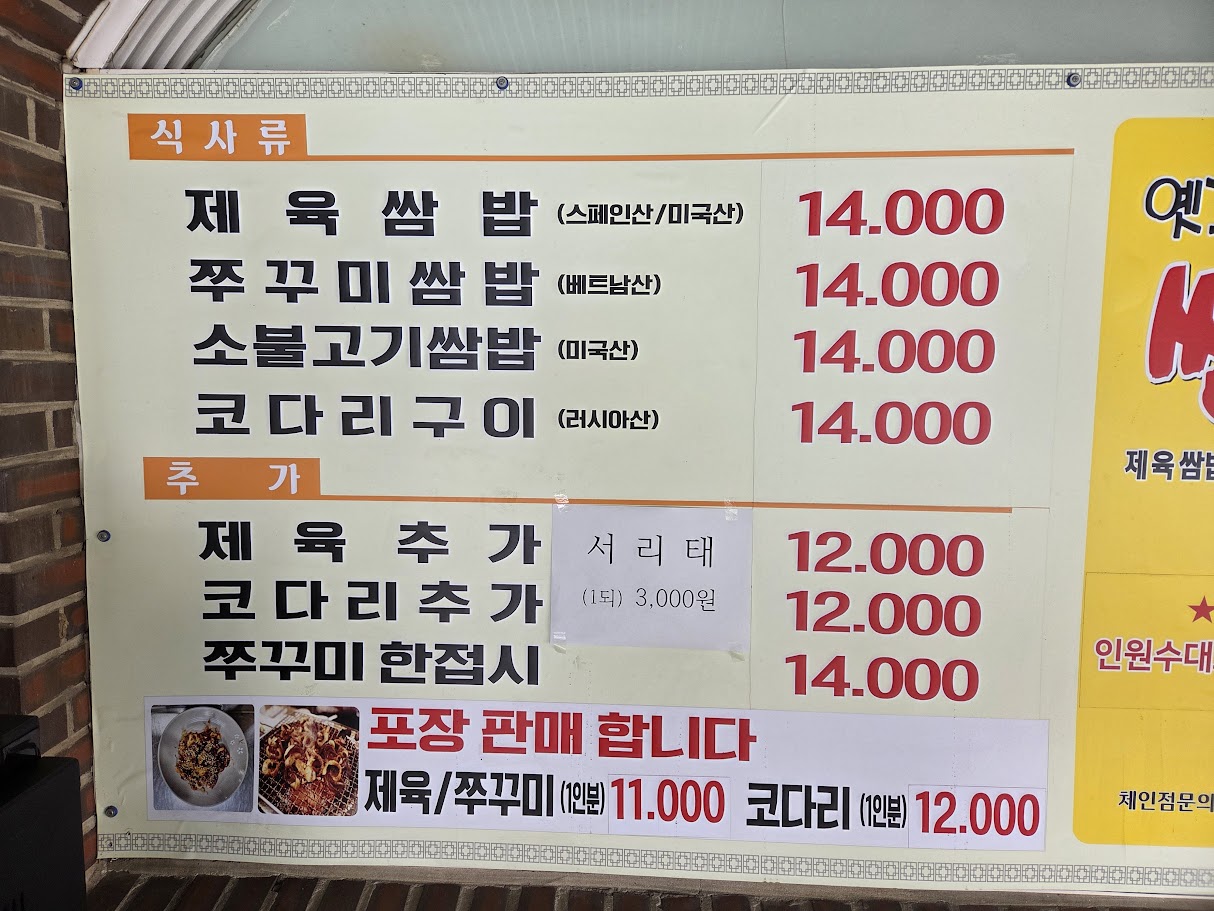 식사류
제육쌈밥 (스페인산/미국산) 14.000
쭈꾸미쌈밥 (베트남산) 14.000
소불고기쌈밥 (미국산) 14.000
코다리구이 (러시아산) 14.000
추 가
제육추가 12.000
코다리추가 12.000
쭈꾸미 한접시 14.000
서 리 태
(1되) 3,000원
포장 판매 합니다
제육/쭈꾸미 (1인분) 11.000 코다리 (1인분) 12.000
제육쌈밥
★
인원수대
체인점문의